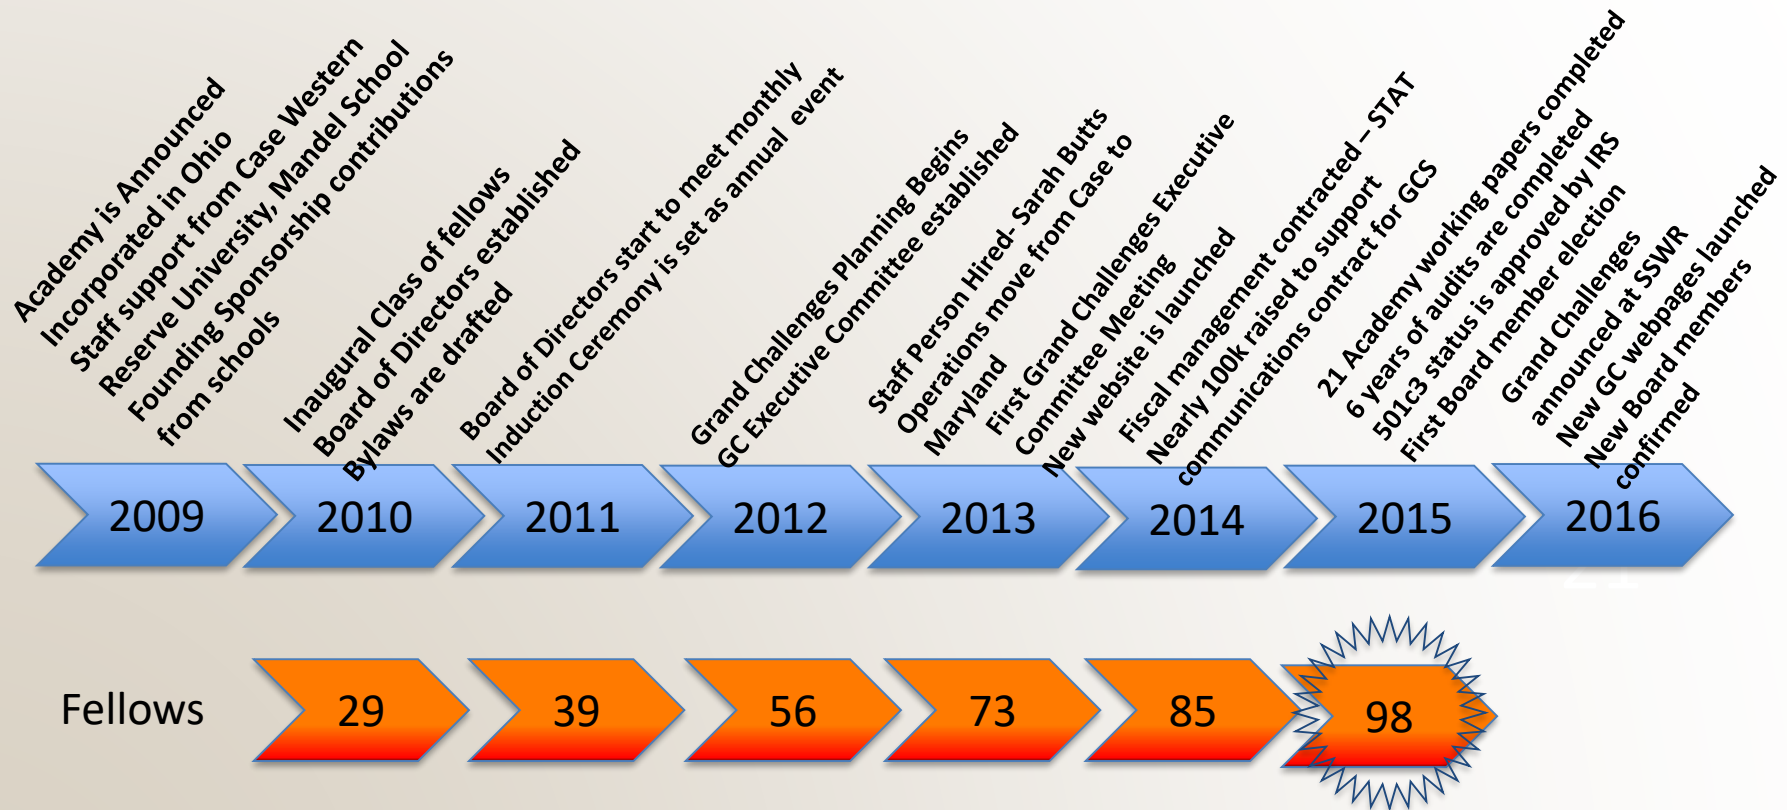 Academy is Announced
Incorporated in Ohio
Staff support from Case Western
Reserve University, Mandel School
Founding Sponsorship contributions
from schools
Inaugural Class of fellows
Board of Directors established
Bylaws are drafted
Board of Directors start to meet monthly
Induction Ceremony is set as annual event
Grand Challenges Planning Begins
GC Executive Committee established
Staff Person Hired- Sarah Butts
Operations move from Case to
Maryland
First Grand Challenges Executive
Committee Meeting
New website is launched
Fiscal management contracted – STAT
Nearly 100k raised to support
communications contract for GCS
21 Academy working papers completed
6 years of audits are completed
501c3 status is approved by IRS
First Board member election
Grand Challenges
announced at SSWR
New GC webpages launched
New Board members
confirmed
2009
2010
2011
2012
2013
2014
2015
2016
21
Fellows
29
39
56
73
85
98